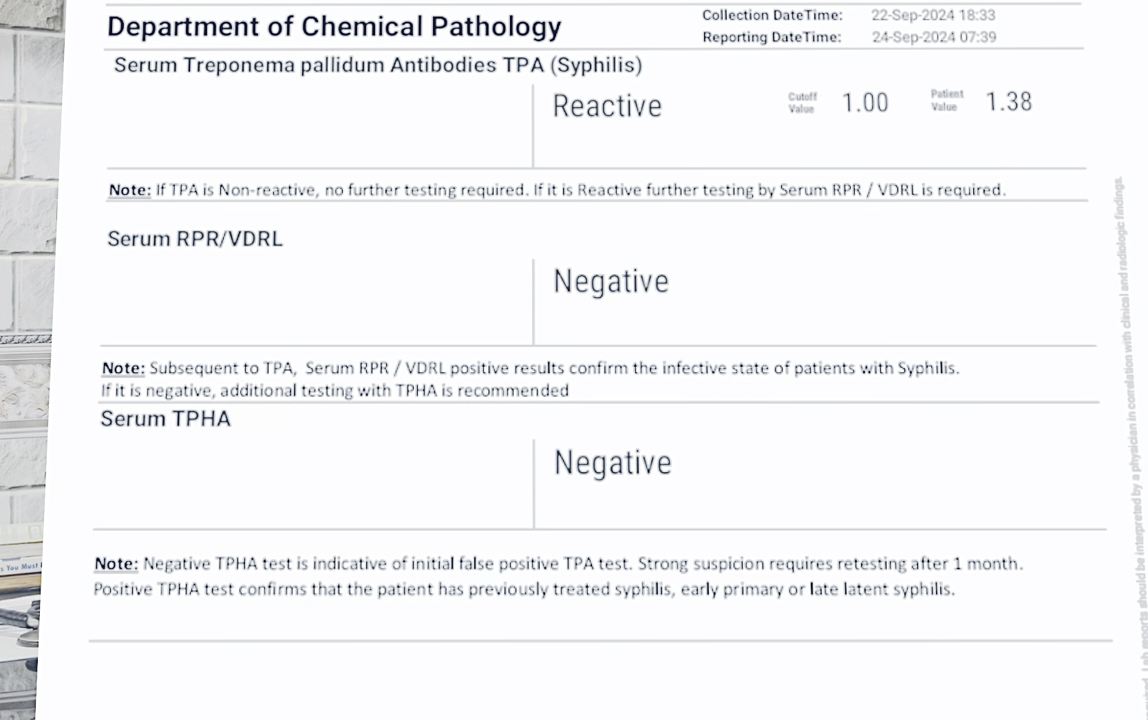 Department of Chemical Pathology
Collection DateTime: 22-Sep-2024 18:33
Reporting DateTime: 24-Sep-2024 07:39
Serum Treponema pallidum Antibodies TPA (Syphilis)
Reactive
Cutoff Value 1.00
Patient Value 1.38
Note: If TPA is Non-reactive, no further testing required. If it is Reactive further testing by Serum RPR / VDRL is required.
Serum RPR/VDRL
Negative
Note: Subsequent to TPA, Serum RPR / VDRL positive results confirm the infective state of patients with Syphilis.
If it is negative, additional testing with TPHA is recommended
Serum TPHA
Negative
Note: Negative TPHA test is indicative of initial false positive TPA test. Strong suspicion requires retesting after 1 month.
Positive TPHA test confirms that the patient has previously treated syphilis, early primary or late latent syphilis.
Lab reports should be interpreted by a physician in correlation with clinical and radiologic findings.
You Must